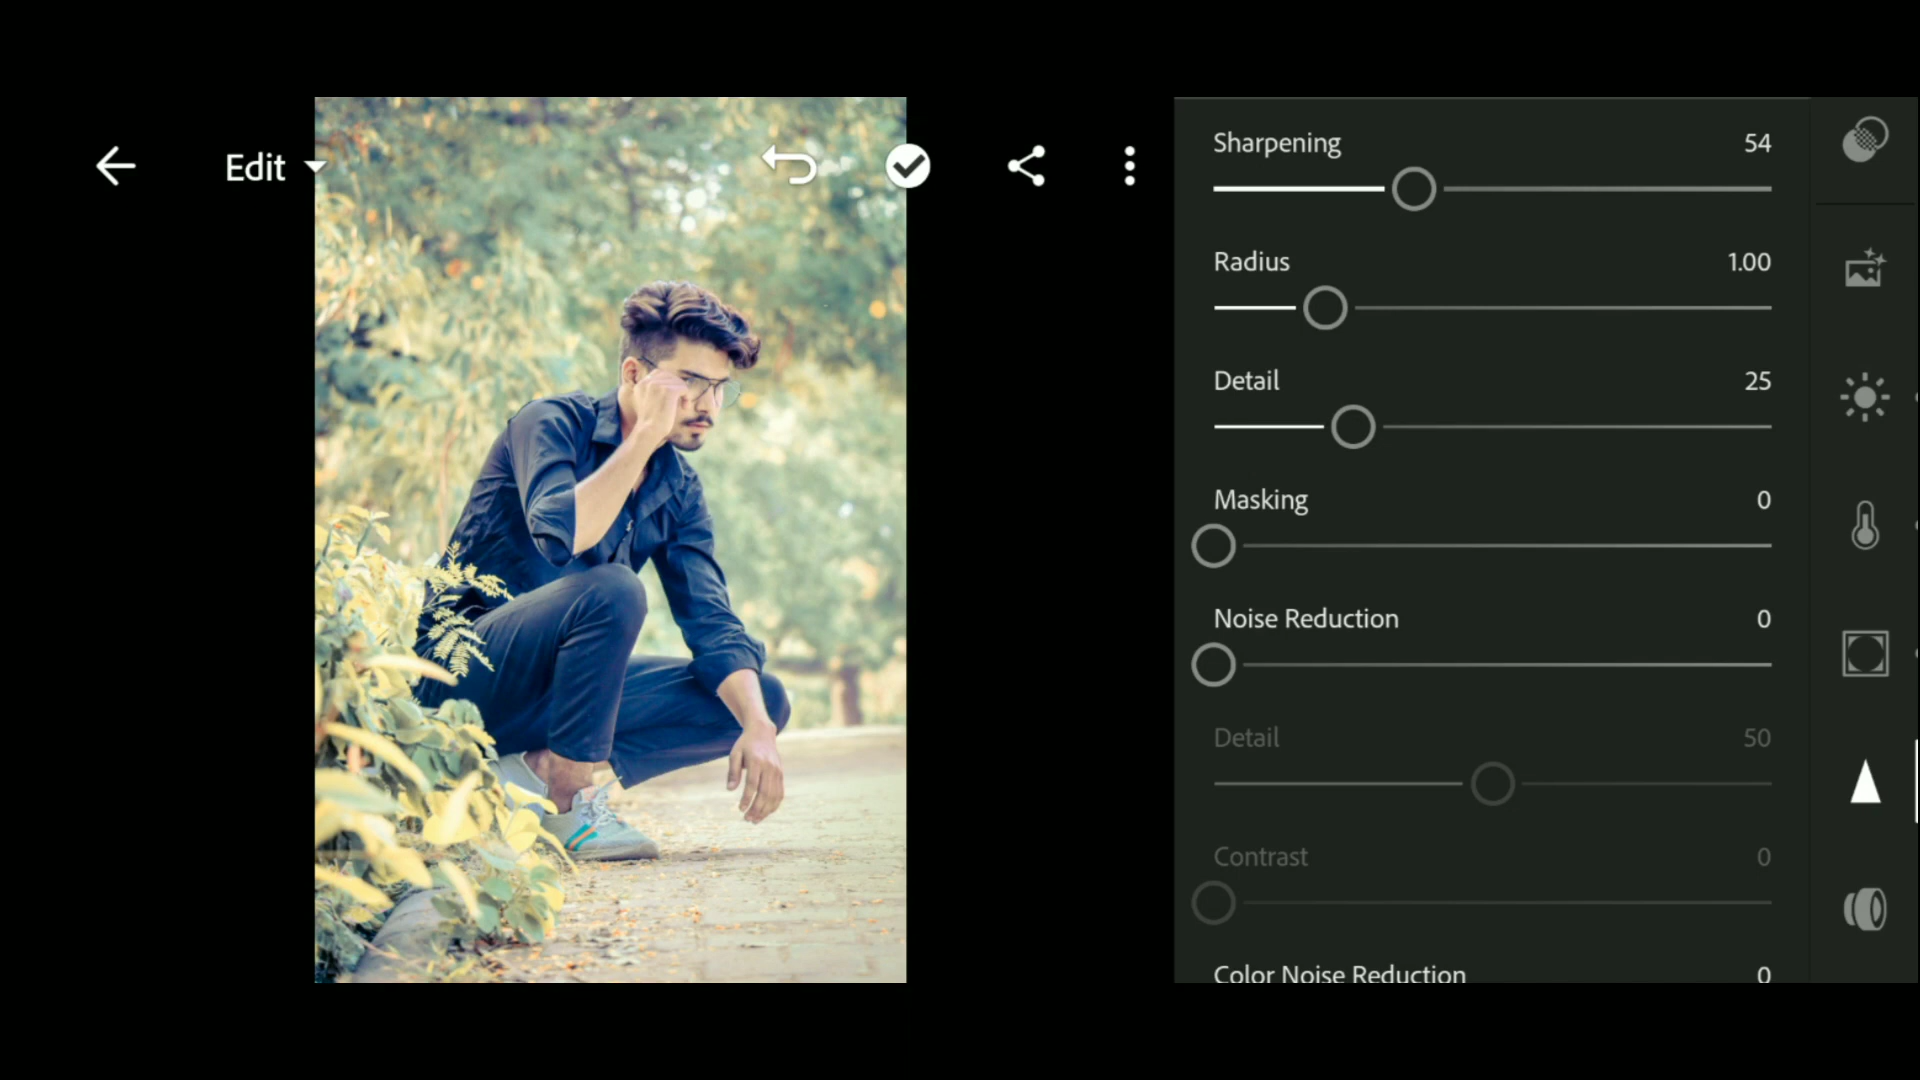 Edit
Sharpening 54
Radius 1.00
Detail 25
Masking 0
Noise Reduction 0
Detail 50
Contrast 0
Color Noise Reduction 0